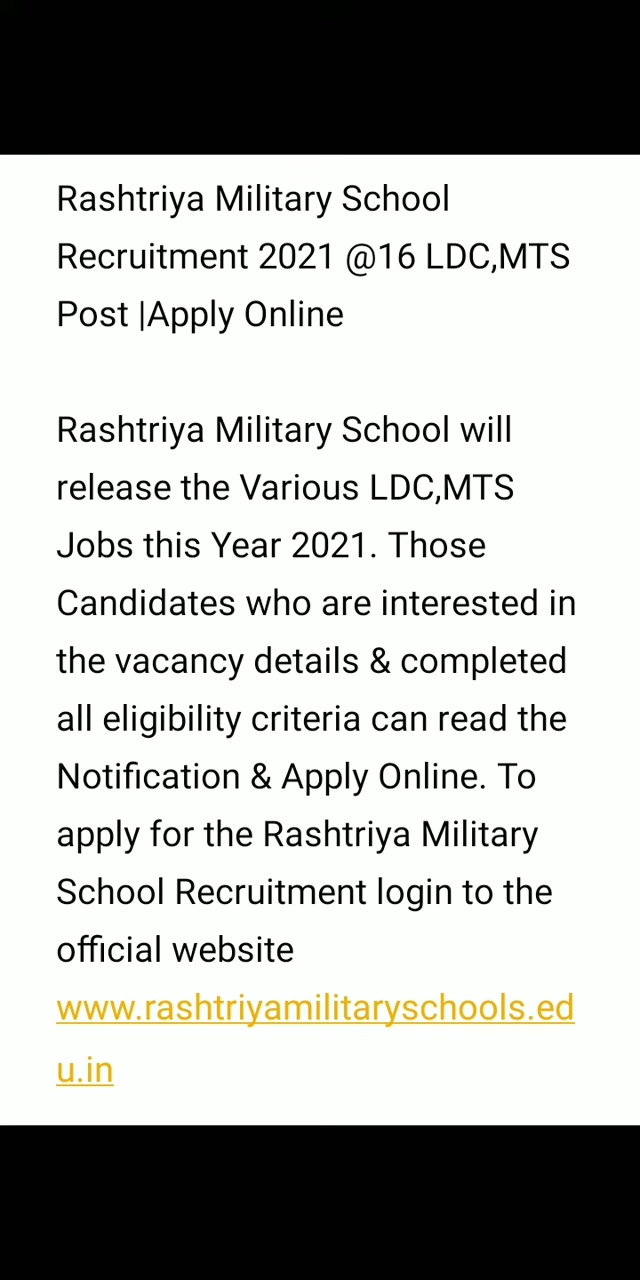 Rashtriya Military School
Recruitment 2021 @16 LDC,MTS
Post |Apply Online
Rashtriya Military School will
release the Various LDC,MTS
Jobs this Year 2021. Those
Candidates who are interested in
the vacancy details & completed
all eligibility criteria can read the
Notification & Apply Online. To
apply for the Rashtriya Military
School Recruitment login to the
official website
www.rashtriyamilitaryschools.ed
u.in